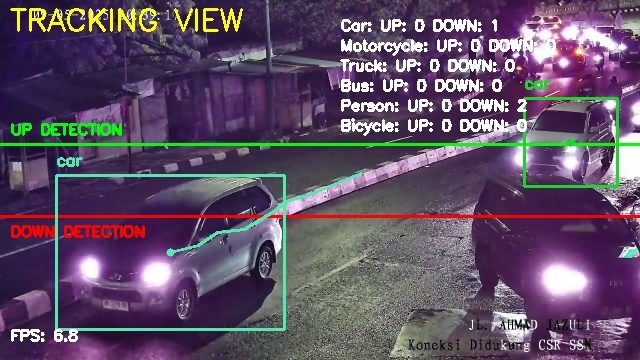 TRACKING VIEW
Car: UP: 0 DOWN: 1
Motorcycle: UP: 0 DOWN: 0
Truck: UP: 0 DOWN: 0
Bus: UP: 0 DOWN: 0
car
Person: UP: 0 DOWN: 2
Bicycle: UP: 0 DOWN: 0
UP DETECTION
car
DOWN DETECTION
FPS: 6.8
JL. AHMAD JAZULI
Koneksi Didukung CSR SSN